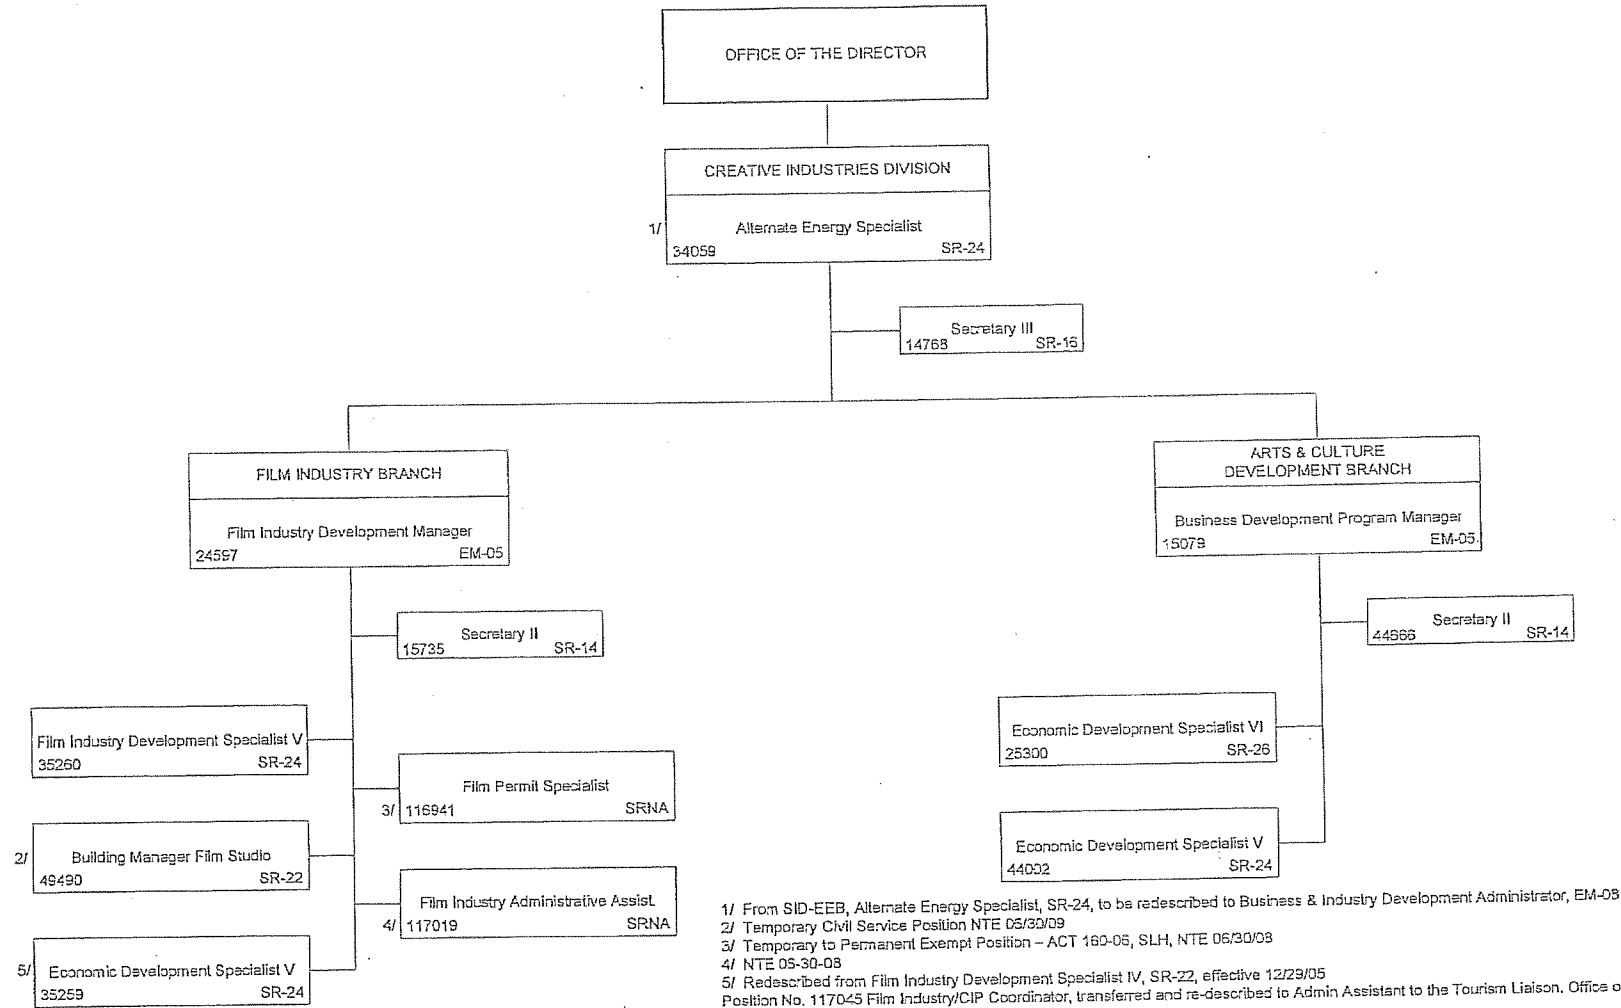 OFFICE OF THE DIRECTOR
CREATIVE INDUSTRIES DIVISION
1/
Alternate Energy Specialist
34059 SR-24
Secretary III
14768 SR-16
FILM INDUSTRY BRANCH
Film Industry Development Manager
24597 EM-05
ARTS & CULTURE
DEVELOPMENT BRANCH
Business Development Program Manager
15079 EM-05
Secretary II
15735 SR-14
Secretary II
44666 SR-14
Film Industry Development Specialist V
35260 SR-24
Film Permit Specialist
3/ 116941 SRNA
2/ Building Manager Film Studio
49490 SR-22
Film Industry Administrative Assist.
4/ 117019 SRNA
5/ Economic Development Specialist V
35259 SR-24
Economic Development Specialist VI
25300 SR-26
Economic Development Specialist V
44002 SR-24
1/ From SID-EEB, Alternate Energy Specialist, SR-24, to be redescribed to Business & Industry Development Administrator, EM-08
2/ Temporary Civil Service Position NTE 06/30/09
3/ Temporary to Permanent Exempt Position – ACT 160-06, SLH, NTE 06/30/08
4/ NTE 06-30-08
5/ Redescribed from Film Industry Development Specialist IV, SR-22, effective 12/29/05
Position No. 117045 Film Industry/CIP Coordinator, transferred and re-described to Admin Assistant to the Tourism Liaison, Office o